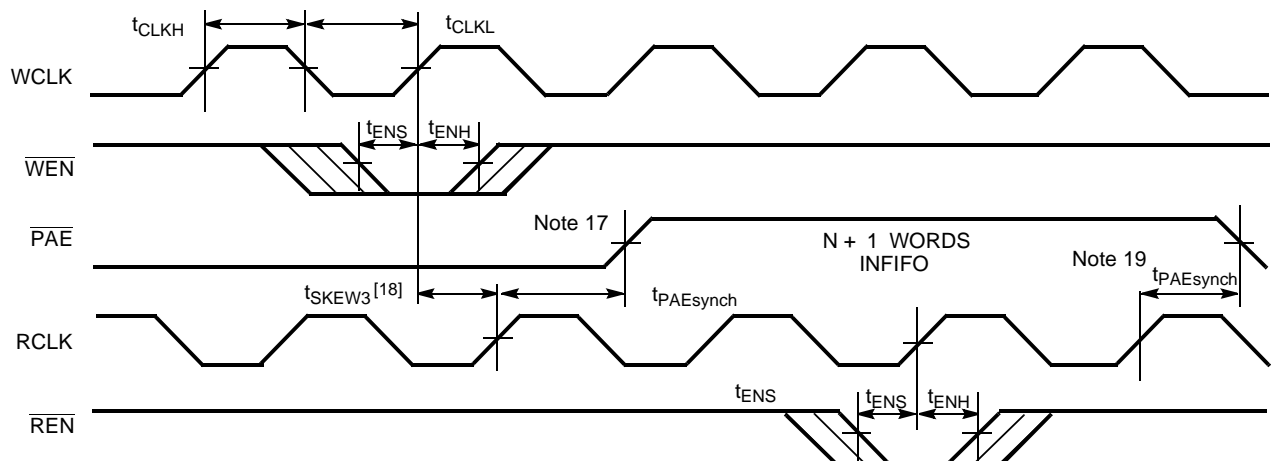 tCLKH
tCLKL
WCLK
tENS
tENH
WEN
Note 17
PAE
N + 1 WORDS
INFIFO
Note 19
tPAEsynch
tSKEW3 [18]
tPAEsynch
RCLK
tENS
tENS
tENH
REN